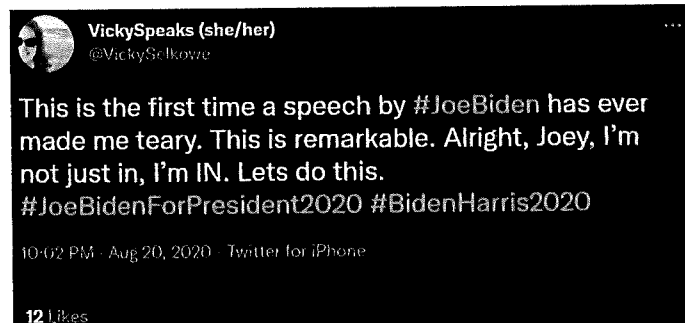 VickySpeaks (she/her)
@VickySelkowe
This is the first time a speech by #JoeBiden has ever
made me teary. This is remarkable. Alright, Joey, I'm
not just in, I'm IN. Lets do this.
#JoeBidenForPresident2020 #BidenHarris2020
10:02 PM · Aug 20, 2020 · Twitter for iPhone
12 Likes